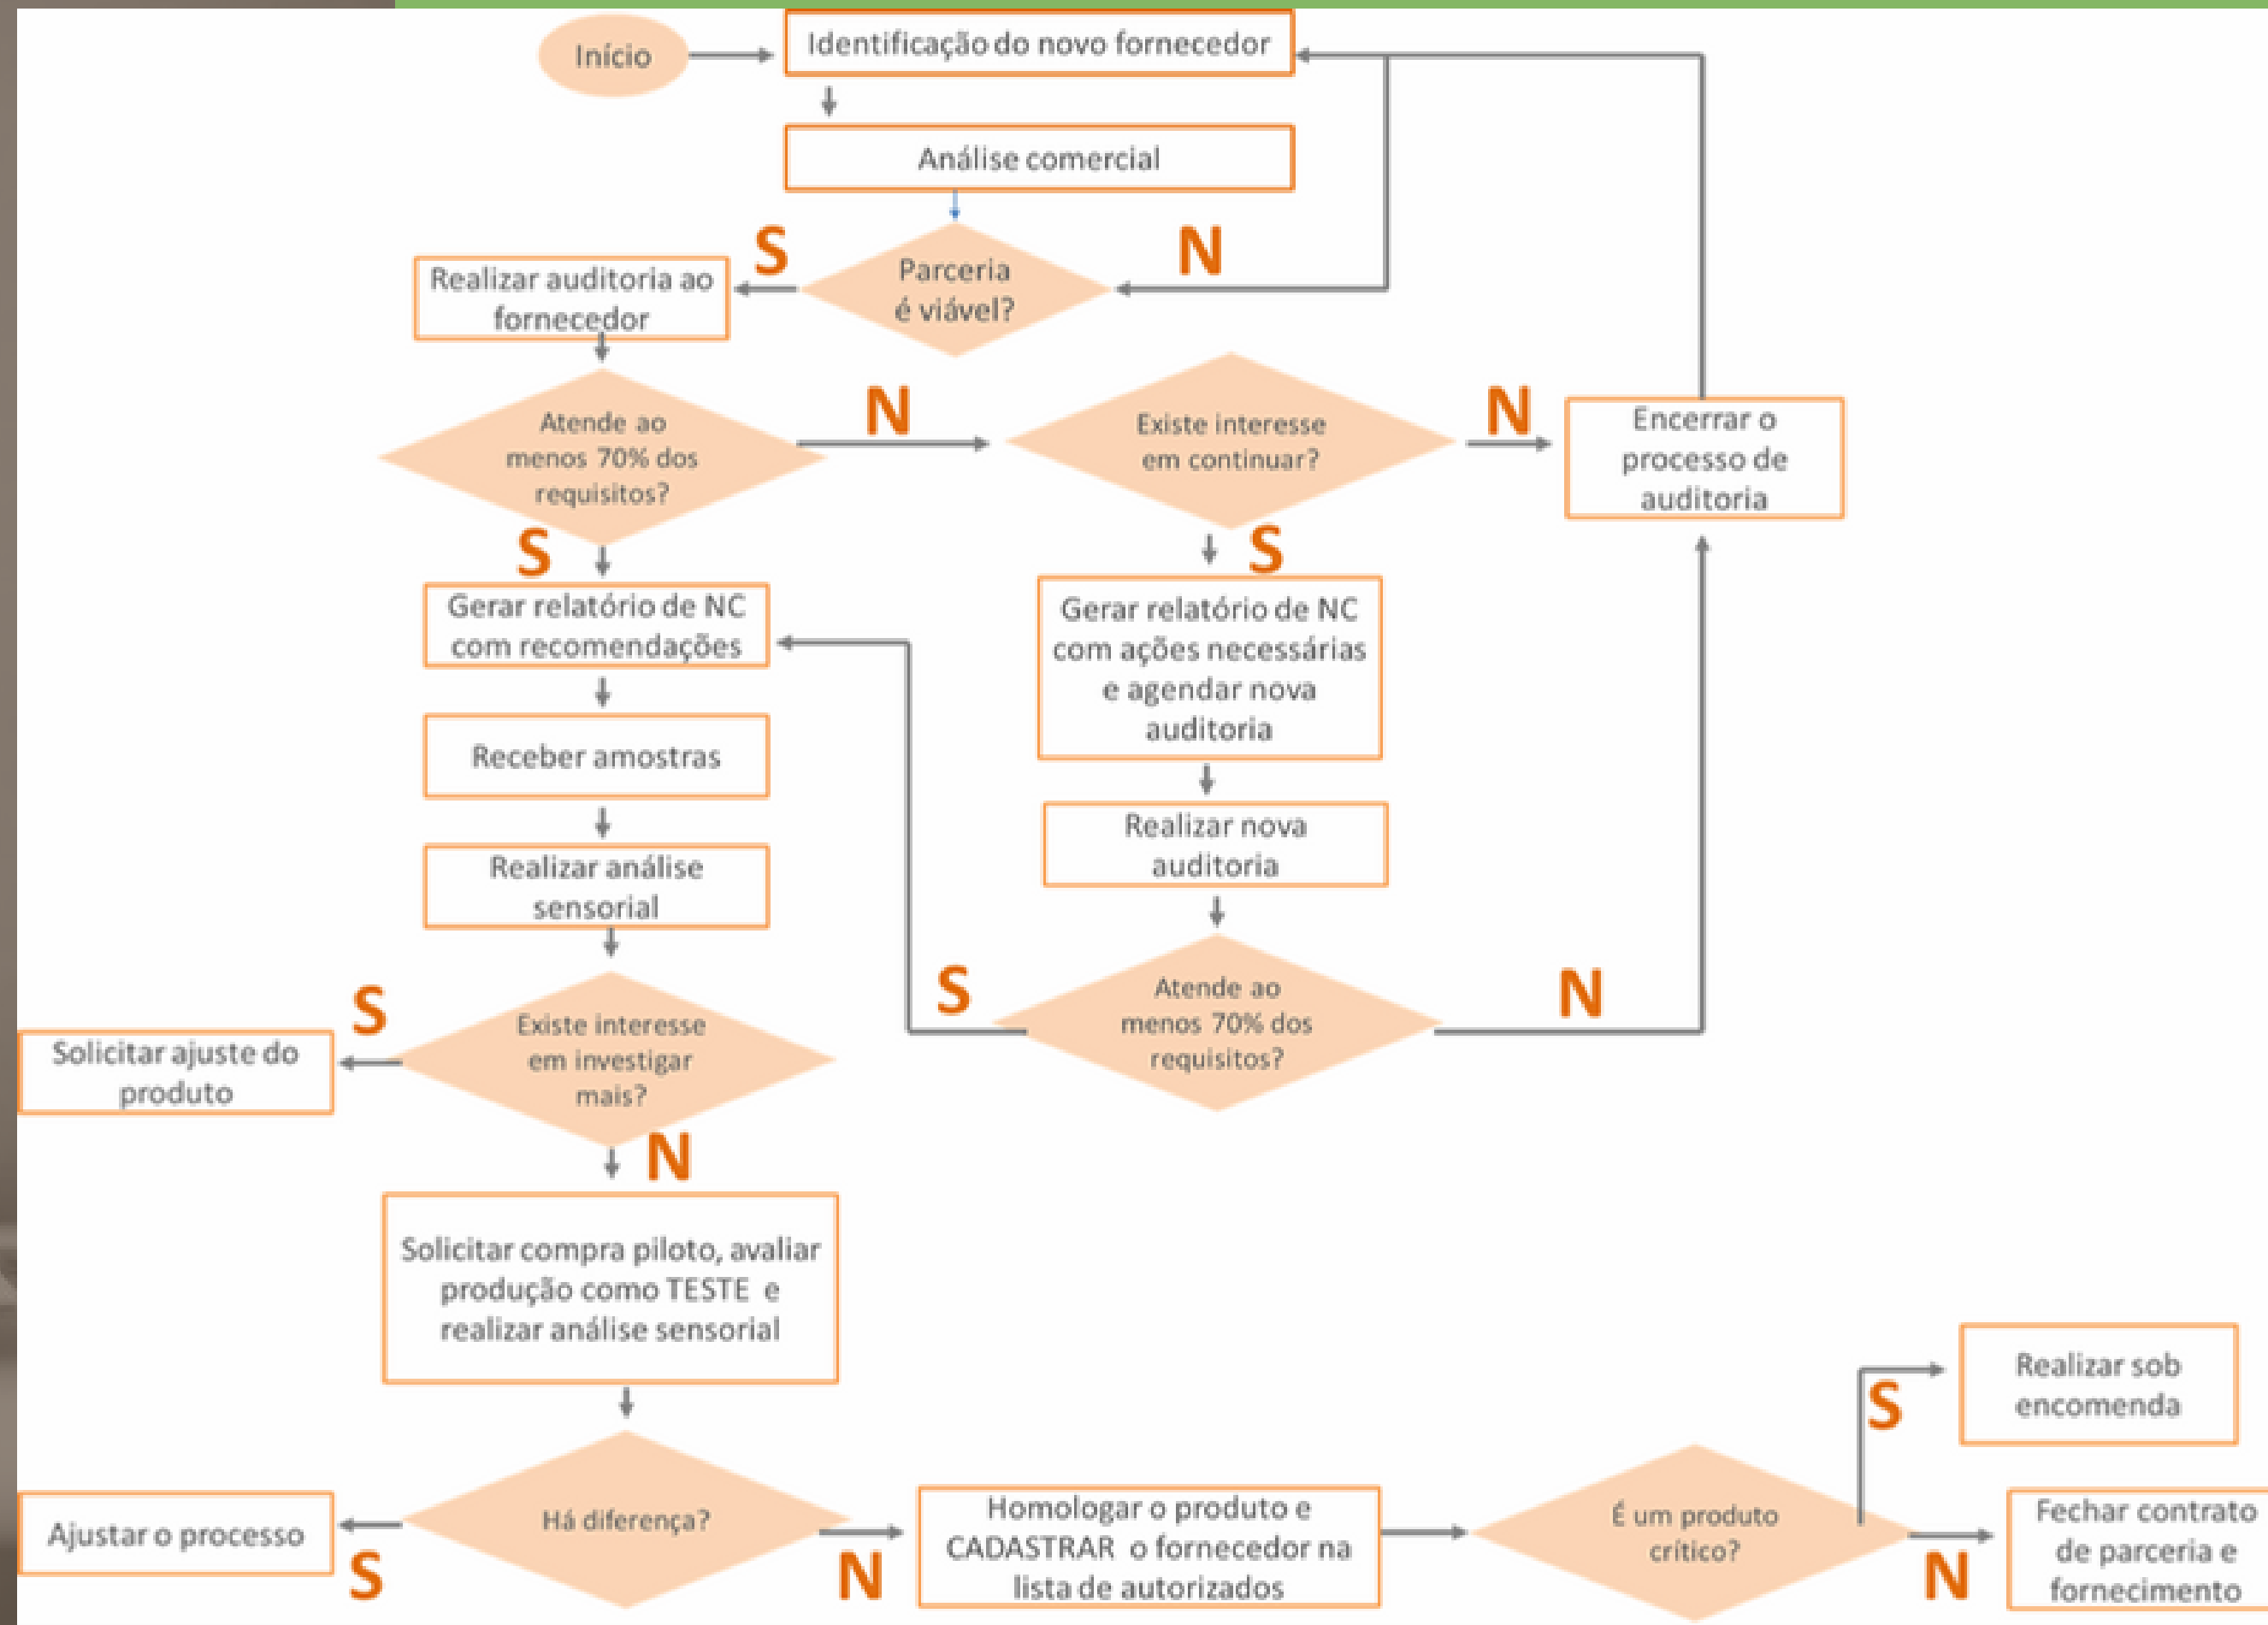 Início
Identificação do novo fornecedor
Análise comercial
S
N
Parceria
é viável?
Realizar auditoria ao
fornecedor
Atende ao
menos 70% dos
requisitos?
N
Existe interesse
em continuar?
N
Encerrar o
processo de
auditoria
S
S
Gerar relatório de NC
com recomendações
Gerar relatório de NC
com ações necessárias
e agendar nova
auditoria
Receber amostras
Realizar nova
auditoria
Realizar análise
sensorial
S
Atende ao
menos 70% dos
requisitos?
N
S
Existe interesse
em investigar
mais?
Solicitar ajuste do
produto
N
Solicitar compra piloto, avaliar
produção como TESTE e
realizar análise sensorial
Há diferença?
S
Ajustar o processo
N
Homologar o produto e
CADASTRAR o fornecedor na
lista de autorizados
É um produto
crítico?
S
Realizar sob
encomenda
N
Fechar contrato
de parceria e
fornecimento